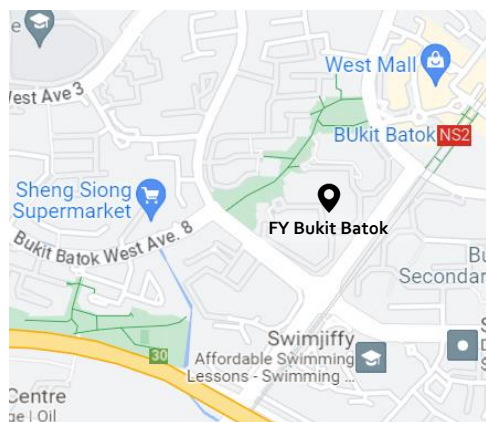 e
West Mall
est Ave 3
BUkit Batok NS2
Sheng Siong
Supermarket
FY Bukit Batok
Bukit Batok West Ave. 8
Bu
Secondar
Swimjiffy
Affordable Swimming
Lessons - Swimming ...
30
S
D
S
Centre
ge | Oil